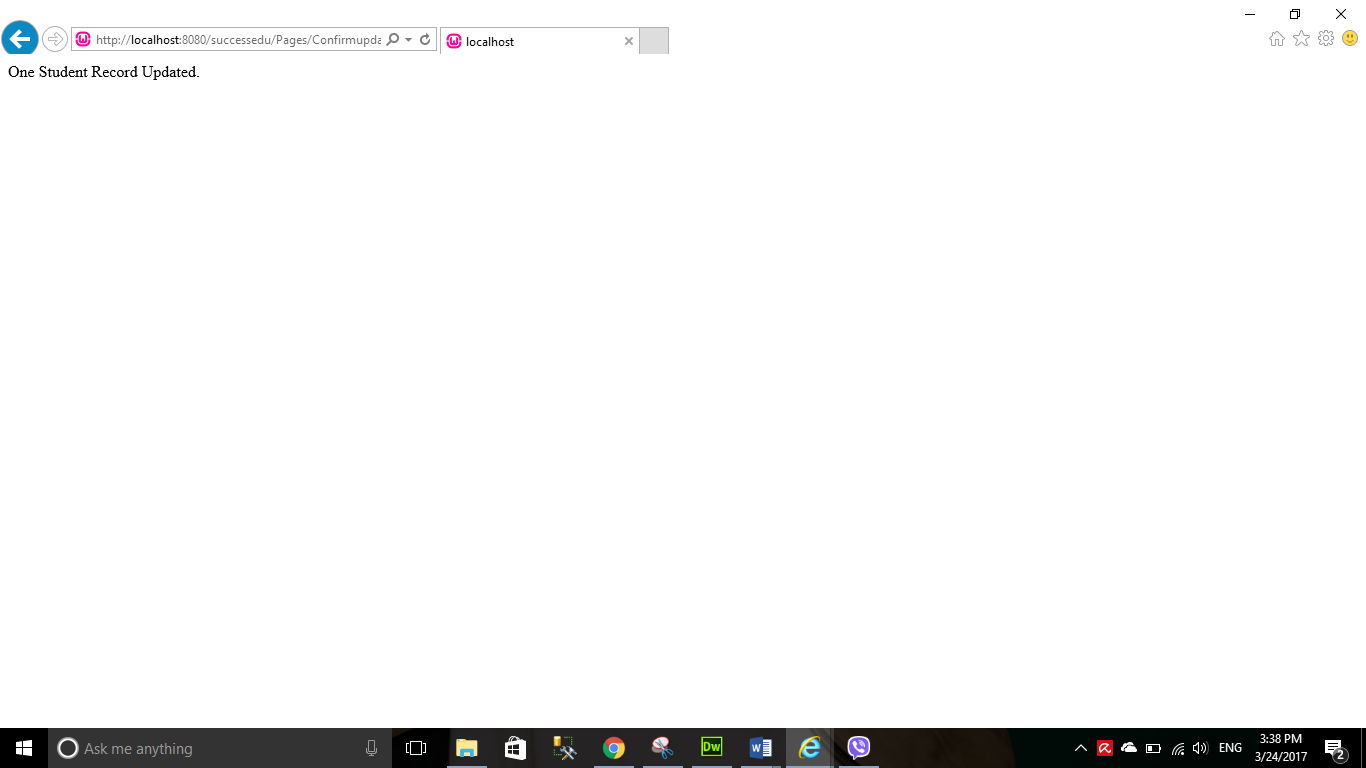 http://localhost:8080/successedu/Pages/Confirmupda
localhost
One Student Record Updated.
Ask me anything
Dw
ENG
3:38 PM
3/24/2017
2